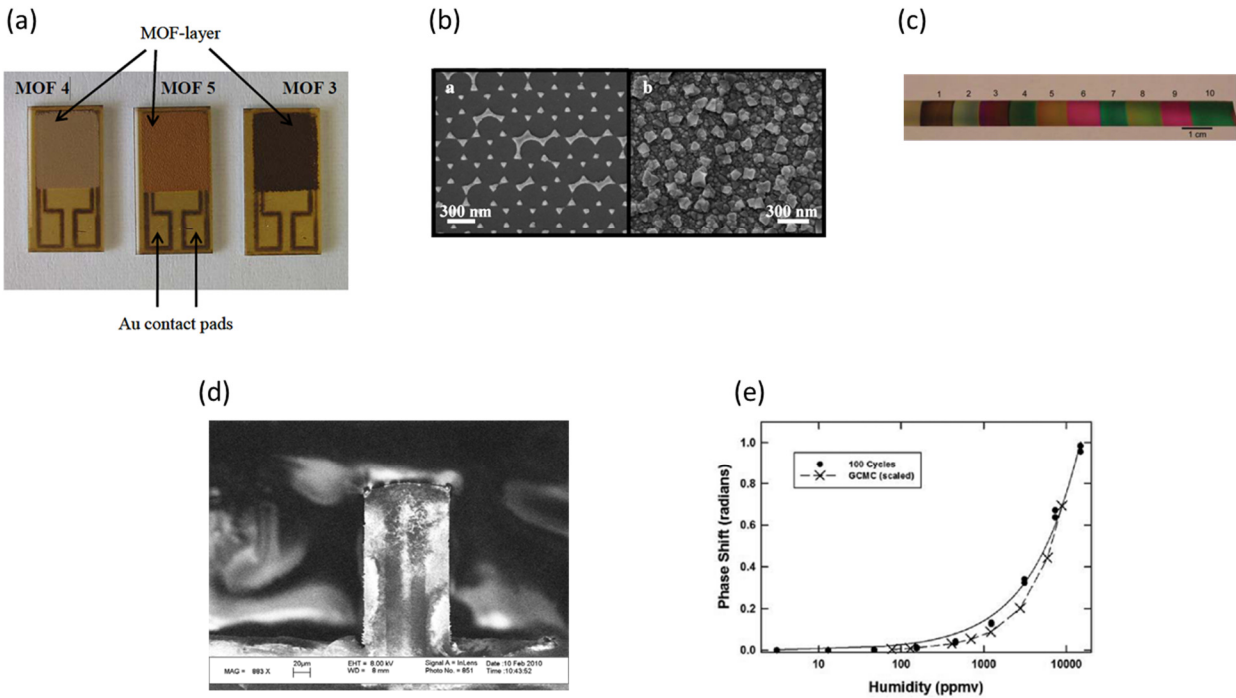 (a)
MOF-layer
MOF 4
MOF 5
MOF 3
Au contact pads
(b)
a
b
300 nm
300 nm
(c)
1 2 3 4 5 6 7 8 9 10
1 cm
(d)
MAG = 883 X
20µm
EHT = 8.00 kV
WD = 8 mm
Signal A = InLens
Photo No. = 851
Date :10 Feb 2010
Time :10:43:52
(e)
Phase Shift (radians)
1.0
0.8
0.6
0.4
0.2
0.0
100 Cycles
GCMC (scaled)
10 100 1000 10000
Humidity (ppmv)